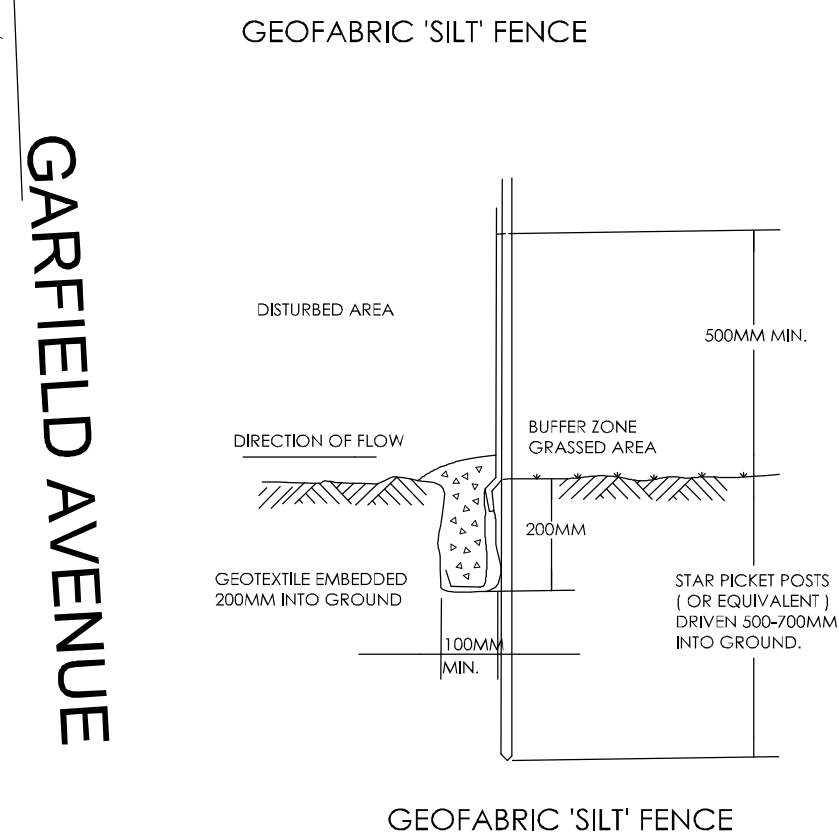 GEOFABRIC 'SILT' FENCE
GARFIELD AVENUE
DISTURBED AREA
500MM MIN.
DIRECTION OF FLOW
BUFFER ZONE
GRASSED AREA
200MM
GEOTEXTILE EMBEDDED
200MM INTO GROUND
STAR PICKET POSTS
( OR EQUIVALENT )
DRIVEN 500-700MM
INTO GROUND.
100MM
MIN.
GEOFABRIC 'SILT' FENCE